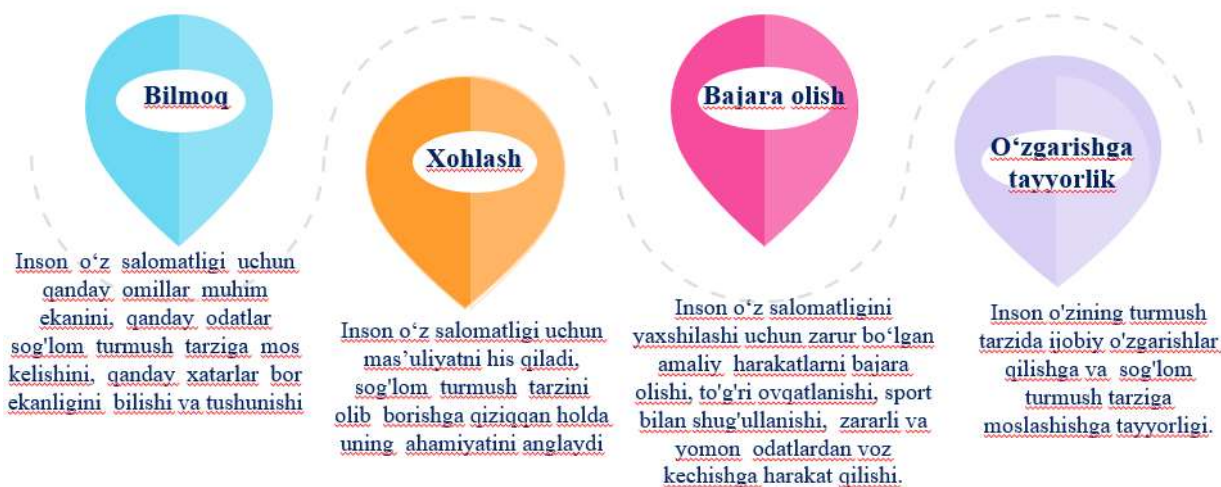 Bilmoq
Inson o‘z salomatligi uchun
qanday omillar muhim
ekanini, qanday odatlar
sog'lom turmush tarziga mos
kelishini, qanday xatarlar bor
ekanligini bilishi va tushunishi
Xohlash
Inson o‘z salomatligi uchun
mas’uliyatni his qiladi,
sog'lom turmush tarzini
olib borishga qiziqqan holda
uning ahamiyatini anglaydi
Bajara olish
Inson o‘z salomatligini
yaxshilashi uchun zarur bo‘lgan
amaliy harakatlarni bajara
olishi, to'g'ri ovqatlanishi, sport
bilan shug'ullanishi, zararli va
yomon odatlardan voz
kechishga harakat qilishi.
O‘zgarishga
tayyorlik
Inson o'zining turmush
tarzida ijobiy o'zgarishlar
qilishga va sog'lom
turmush tarziga
moslashishga tayyorligi.